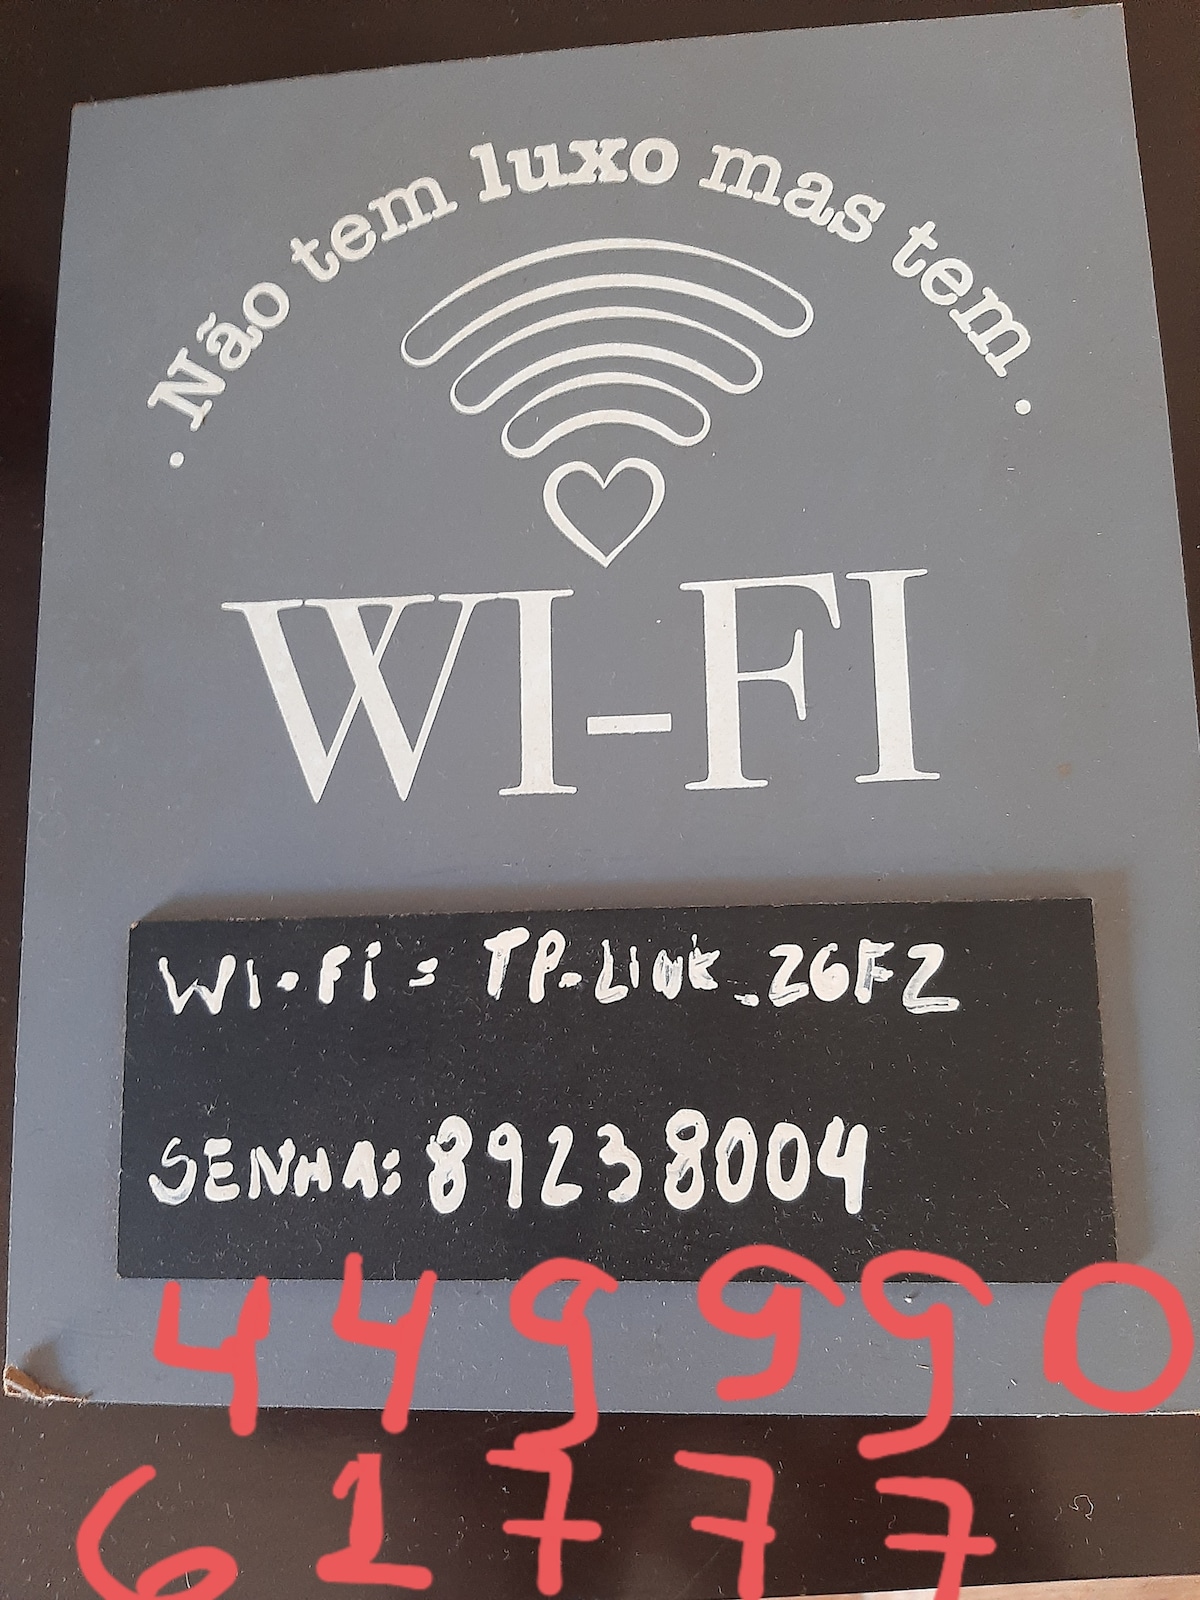 . Não tem luxo mas tem .
WI-FI
WI-Fi = TP-Link_26F2
SENHA: 89238004
449990
61777